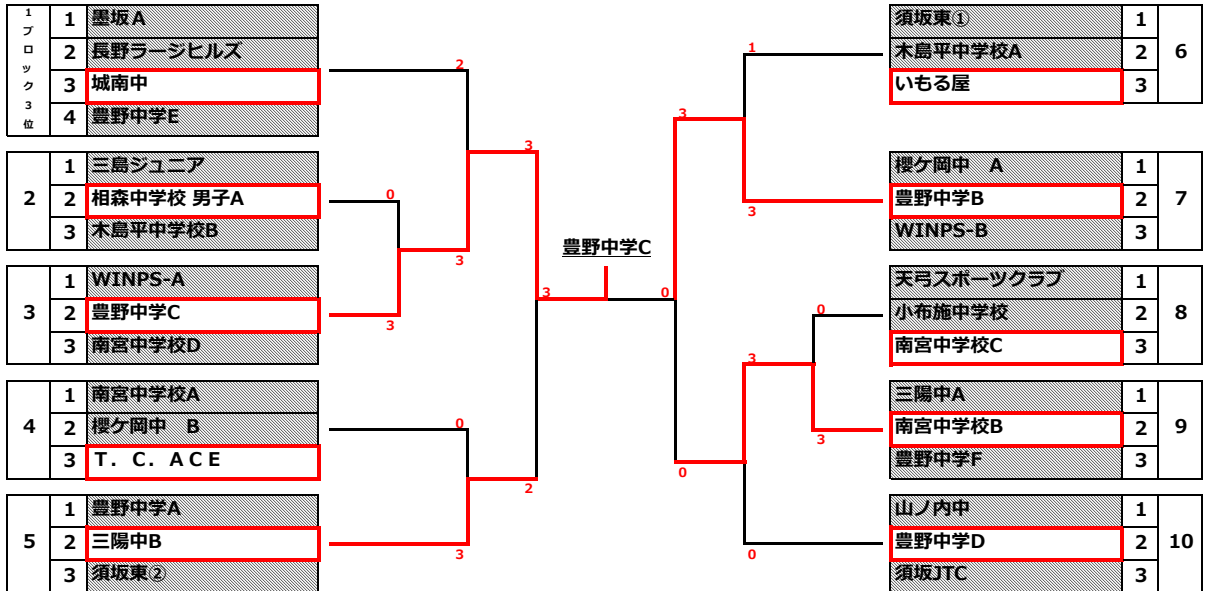 1ブロック3位
1 墨坂A
2 長野ラージヒルズ
3 城南中
4 豊野中学E
2
1 三島ジュニア
2 相森中学校 男子A
3 木島平中学校B
3
1 WINPS-A
2 豊野中学C
3 南宮中学校D
4
1 南宮中学校A
2 櫻ケ岡中　B
3 Ｔ．Ｃ．ＡＣＥ
5
1 豊野中学A
2 三陽中B
3 須坂東②
2
0
3
3
3
0
3
2
3
豊野中学C
0
1
3
3
0
3
3
0
0
須坂東① 1
木島平中学校A 2
いもる屋 3
6
櫻ケ岡中　A 1
豊野中学B 2
WINPS-B 3
7
天弓スポーツクラブ 1
小布施中学校 2
南宮中学校C 3
8
三陽中A 1
南宮中学校B 2
豊野中学F 3
9
山ノ内中 1
豊野中学D 2
須坂JTC 3
10